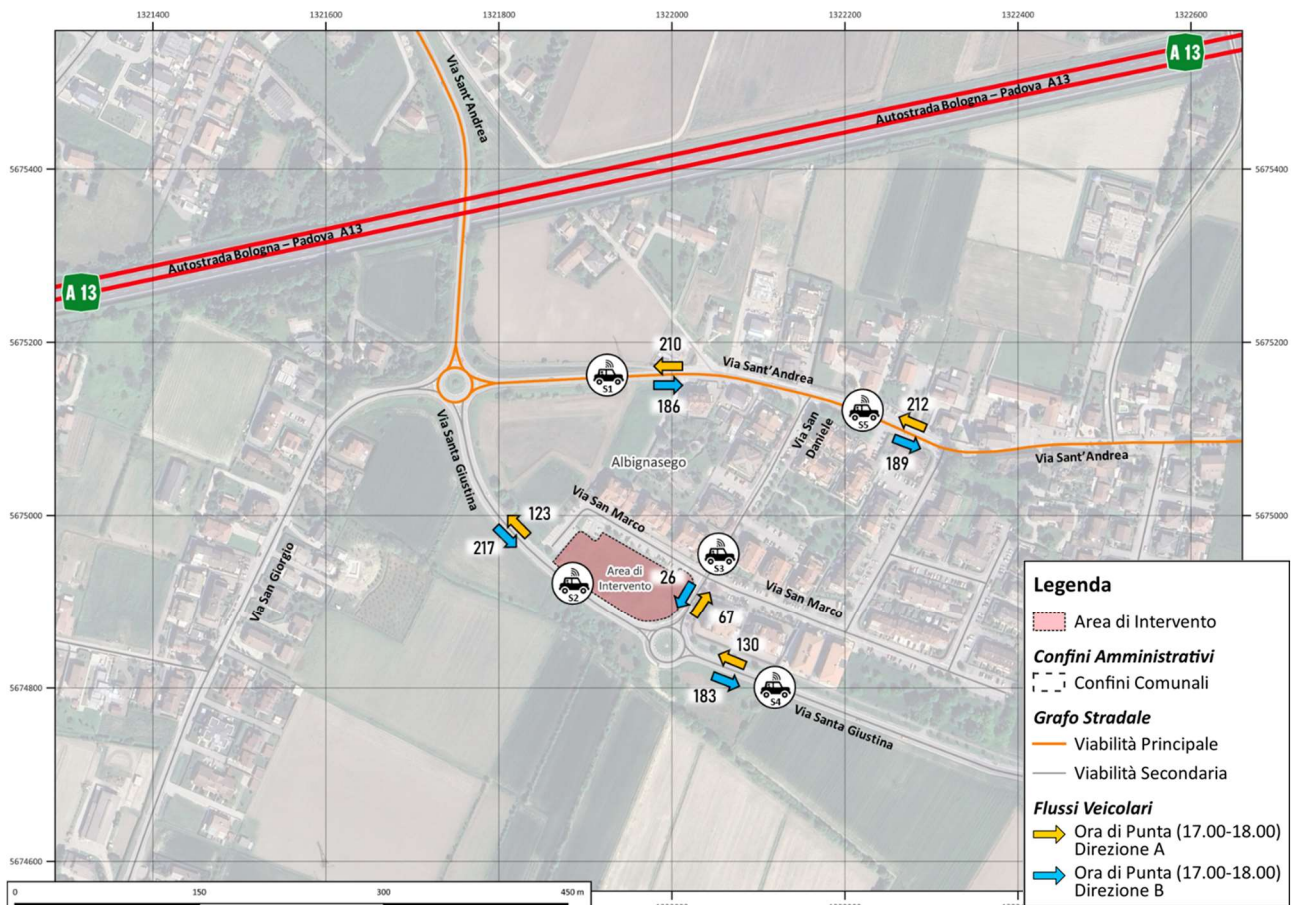 1321400
1321600
1321800
1322000
1322200
1322400
1322600
A 13
Via Sant'Andrea
Autostrada Bologna – Padova A13
5675400
5675400
Autostrada Bologna – Padova A13
A 13
5675200
5675200
210
S1
186
Via Sant'Andrea
S5
212
189
Via San
Daniele
Via Sant'Andrea
Via Santa Giustina
Albignasego
5675000
5675000
Via San Marco
123
217
Via San Giorgio
Area di
Intervento
S2
S3
26
67
Via San Marco
130
183
S4
Via Santa Giustina
5674800
5674600
0
150
300
450 m
Legenda
Area di Intervento
Confini Amministrativi
Confini Comunali
Grafo Stradale
Viabilità Principale
Viabilità Secondaria
Flussi Veicolari
Ora di Punta (17.00-18.00)
Direzione A
Ora di Punta (17.00-18.00)
Direzione B